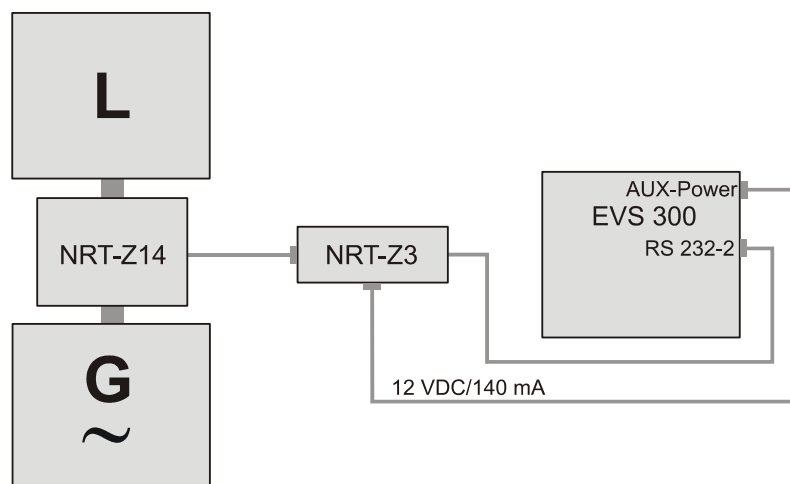 L
NRT-Z14
G
~
NRT-Z3
12 VDC/140 mA
AUX-Power
EVS 300
RS 232-2